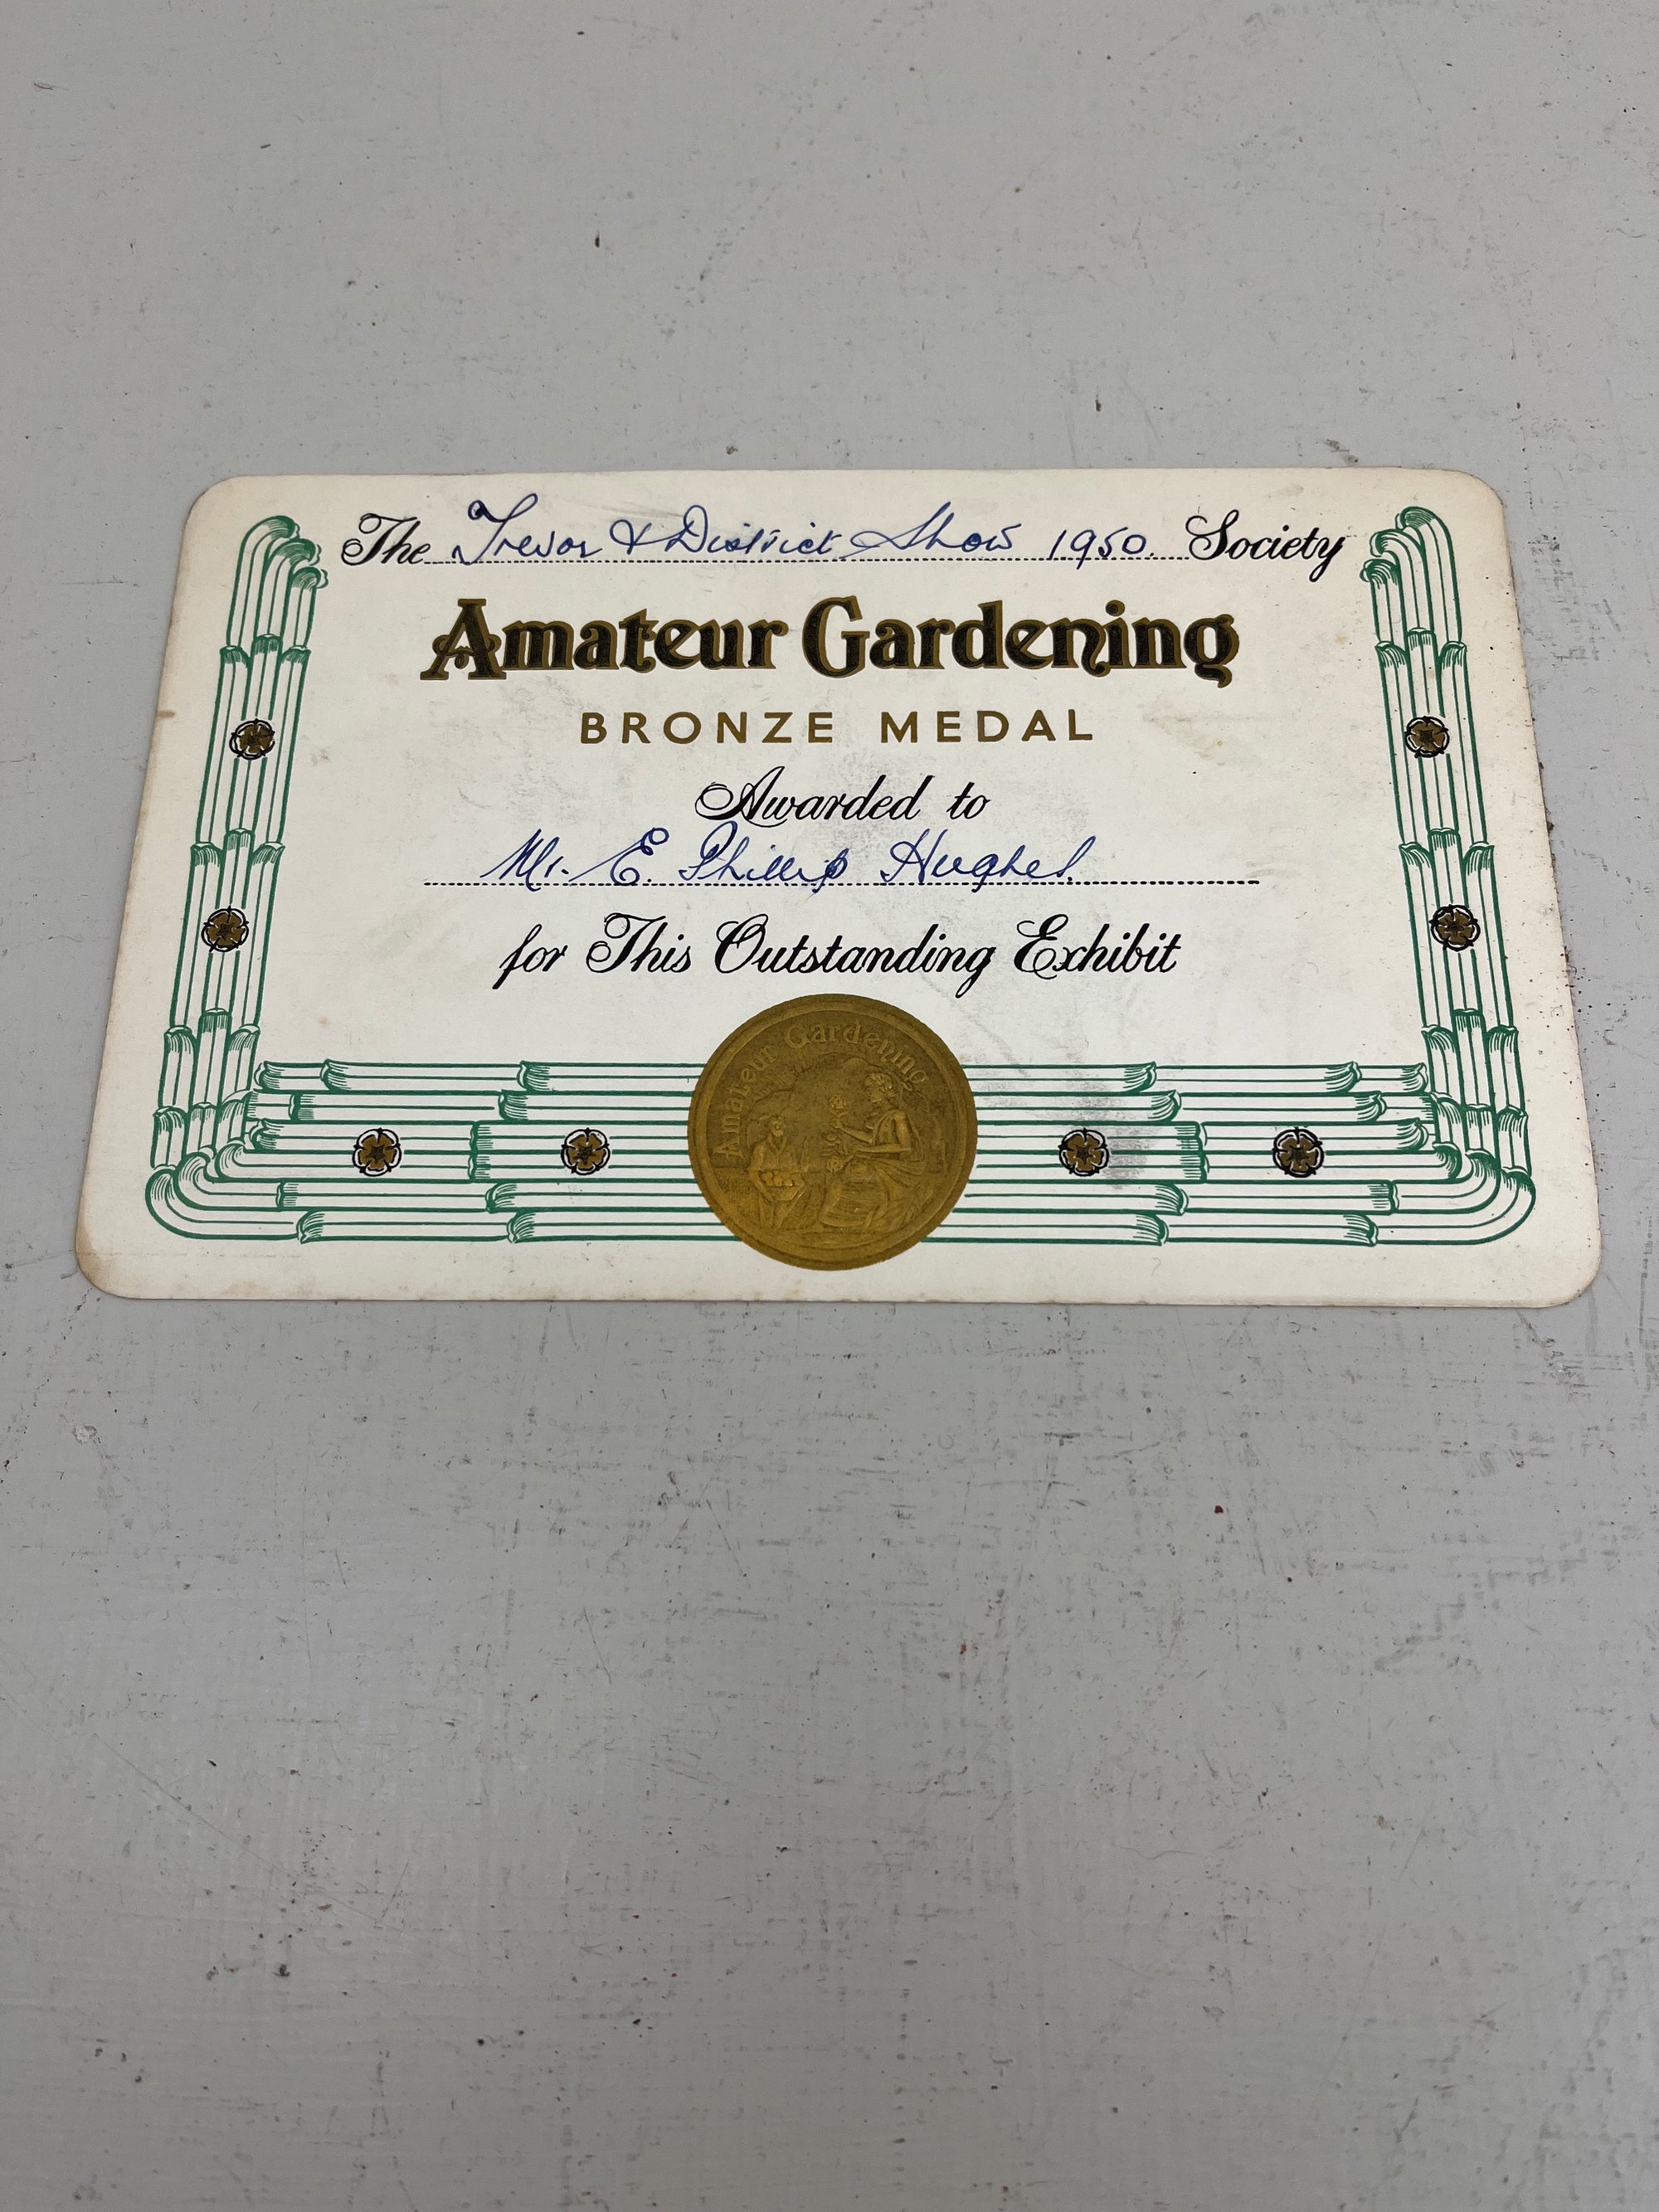 The Trevor & District Show 1950. Society
Amateur Gardening
BRONZE MEDAL
Awarded to
Mr. E. Phillip Hughes.
for This Outstanding Exhibit
Amateur Gardening